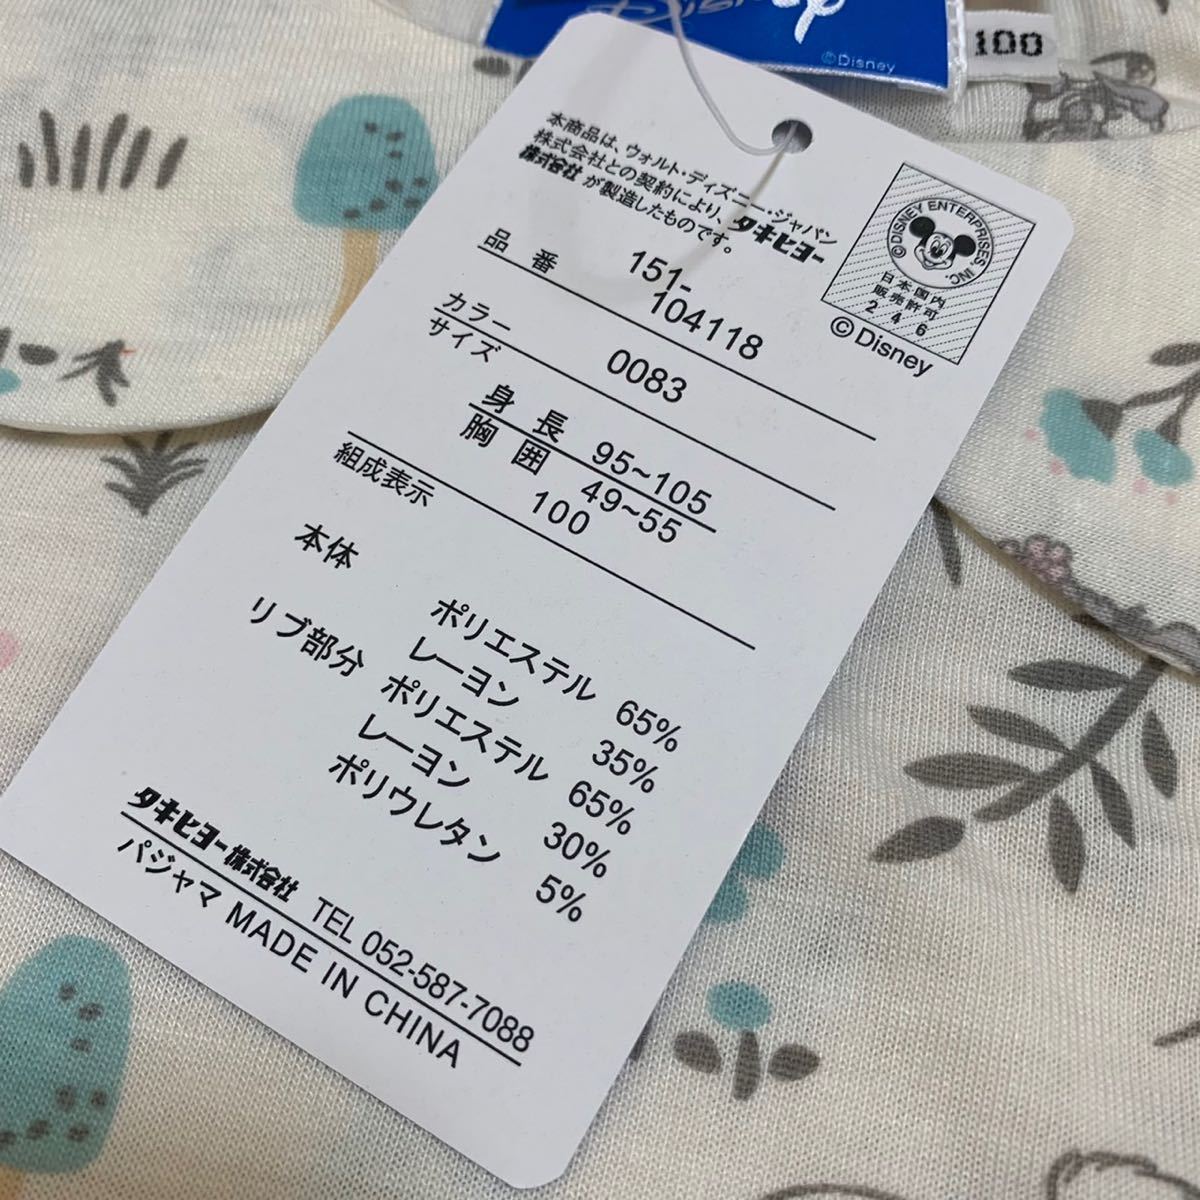 Disney
©Disney
100
本商品は、ウォルト・ディズニー・ジャパン
株式会社との契約により、タキヒヨー
株式会社が製造したものです。
©DISNEY ENTERPRISES, INC.
日本国内
販売許可
246
©Disney
品番 151-
104118
カラー 0083
サイズ
身長 95~105
胸囲 49~55
100
組成表示
本体 ポリエステル 65%
レーヨン 35%
リブ部分 ポリエステル 65%
レーヨン 30%
ポリウレタン 5%
タキヒヨー株式会社 TEL 052-587-7088
パジャマ MADE IN CHINA